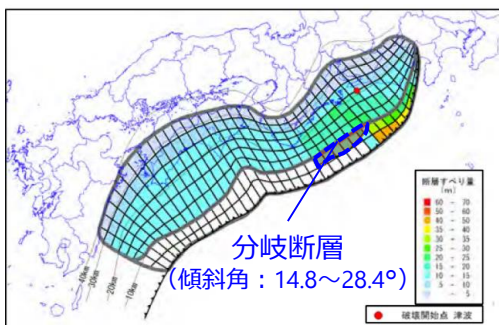 断層すべり量
(m)
60 - 70
50 - 60
40 - 50
35 - 40
30 - 35
25 - 30
20 - 25
15 - 20
10 - 15
5 - 10
- 5
分岐断層
(傾斜角：14.8～28.4°)
40km
30km
20km
10km
破壊開始点 津波